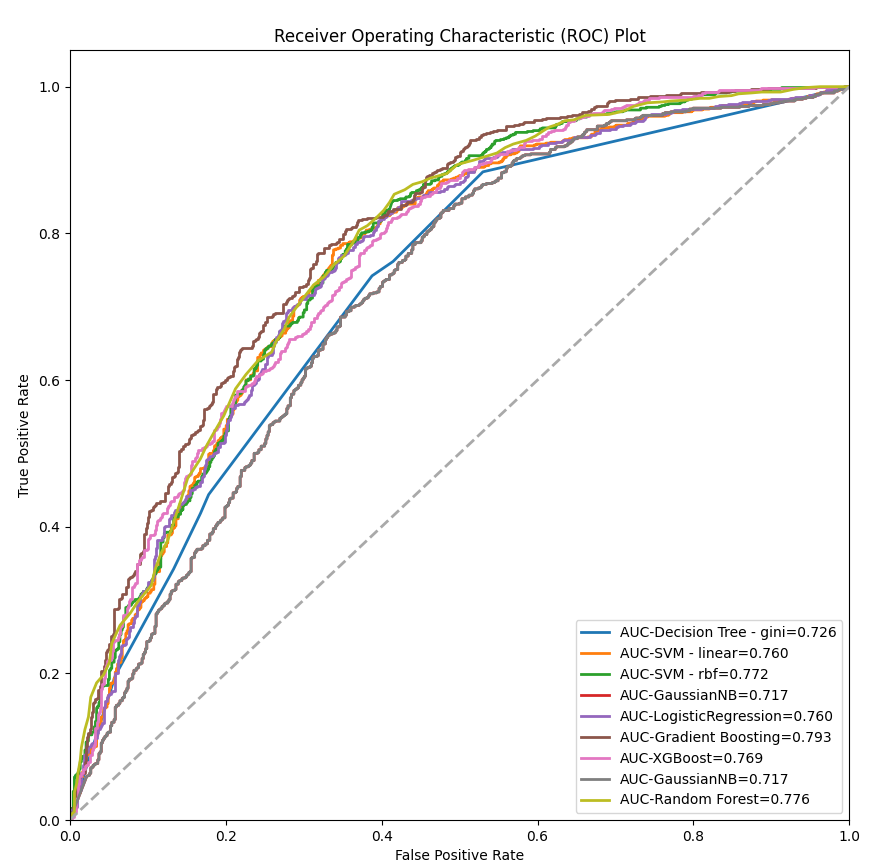 Receiver Operating Characteristic (ROC) Plot
True Positive Rate
1.0
0.8
0.6
0.4
0.2
0.0
AUC-Decision Tree - gini=0.726
AUC-SVM - linear=0.760
AUC-SVM - rbf=0.772
AUC-GaussianNB=0.717
AUC-LogisticRegression=0.760
AUC-Gradient Boosting=0.793
AUC-XGBoost=0.769
AUC-GaussianNB=0.717
AUC-Random Forest=0.776
0.0 0.2 0.4 0.6 0.8 1.0
False Positive Rate